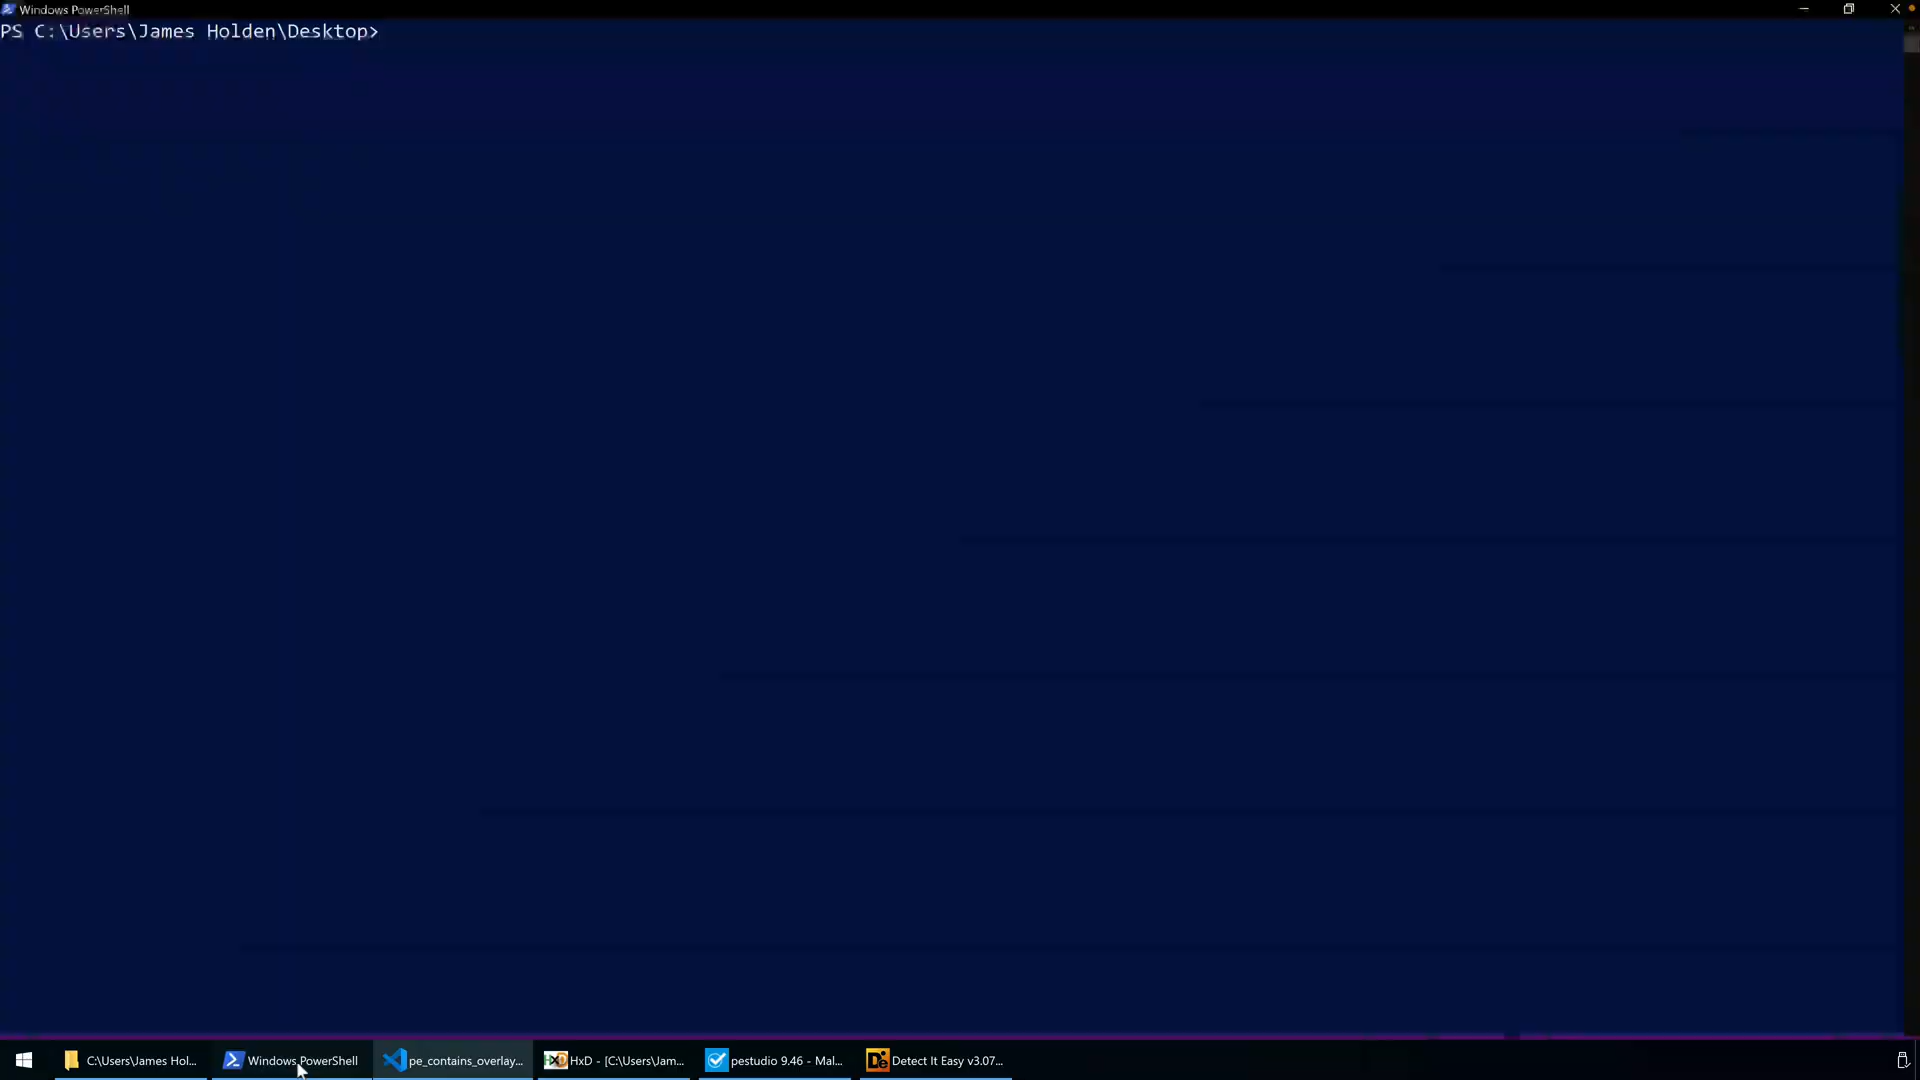 Windows PowerShell
PS C:\Users\James Holden\Desktop>
C:\Users\James Hol...
Windows PowerShell
pe_contains_overlay...
HxD - [C:\Users\Jam...
pestudio 9.46 - Mal...
Detect It Easy v3.07...